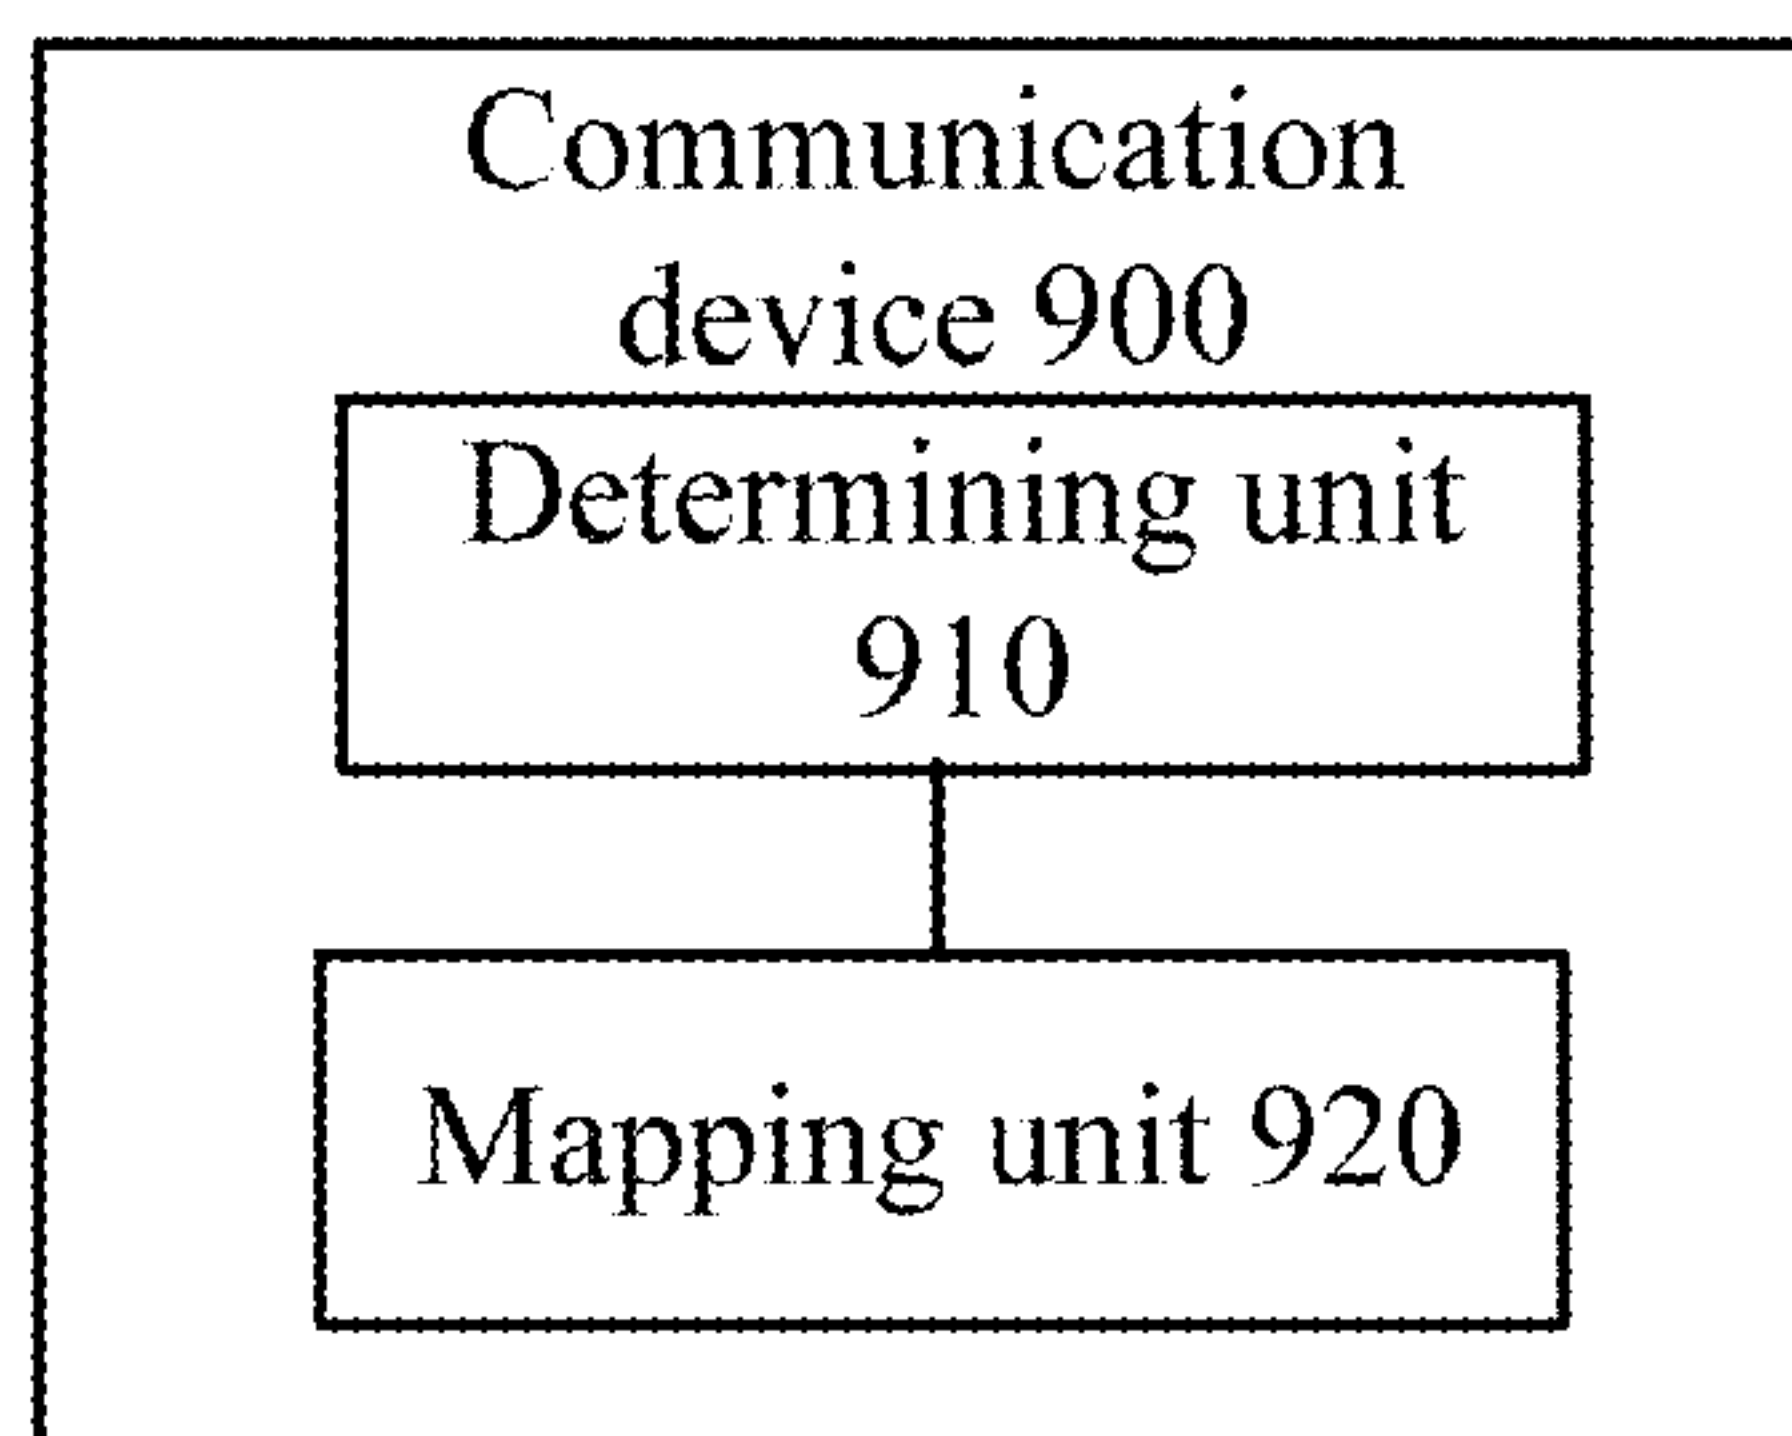 Communication
device 900
Determining unit
910
Mapping unit 920